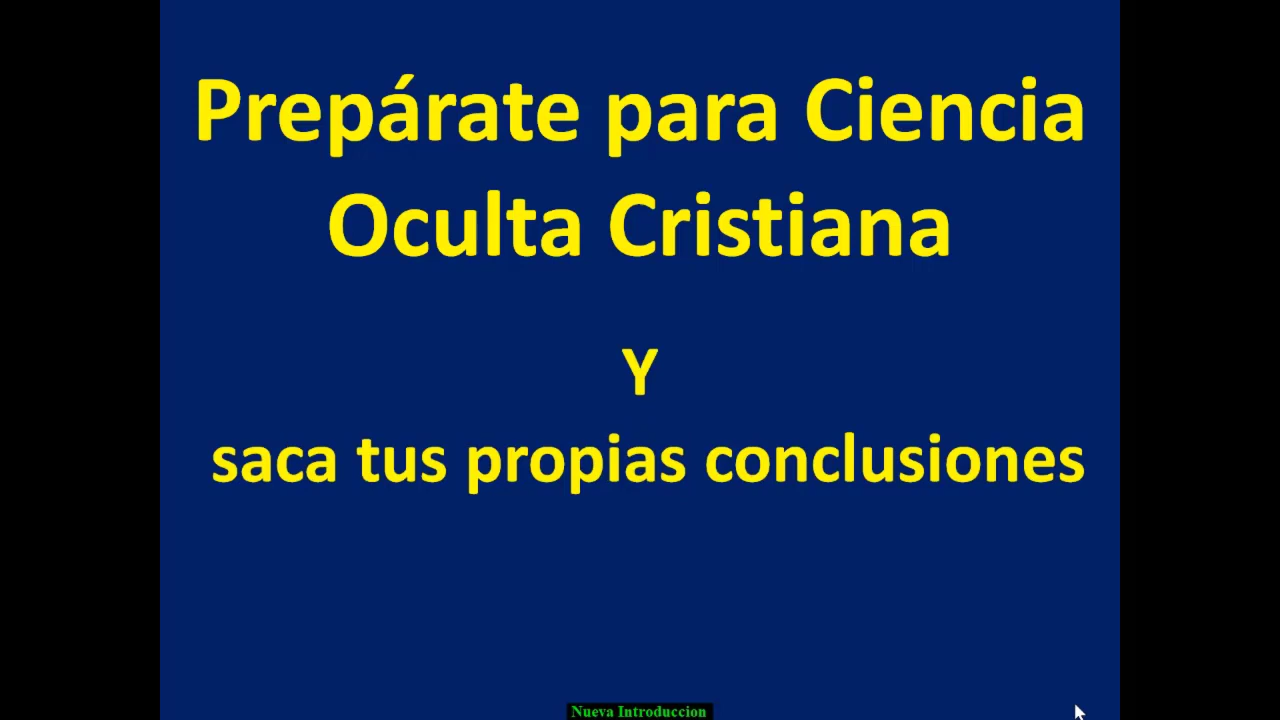 Prepárate para Ciencia
Oculta Cristiana
Y
saca tus propias conclusiones
Nueva Introduccion